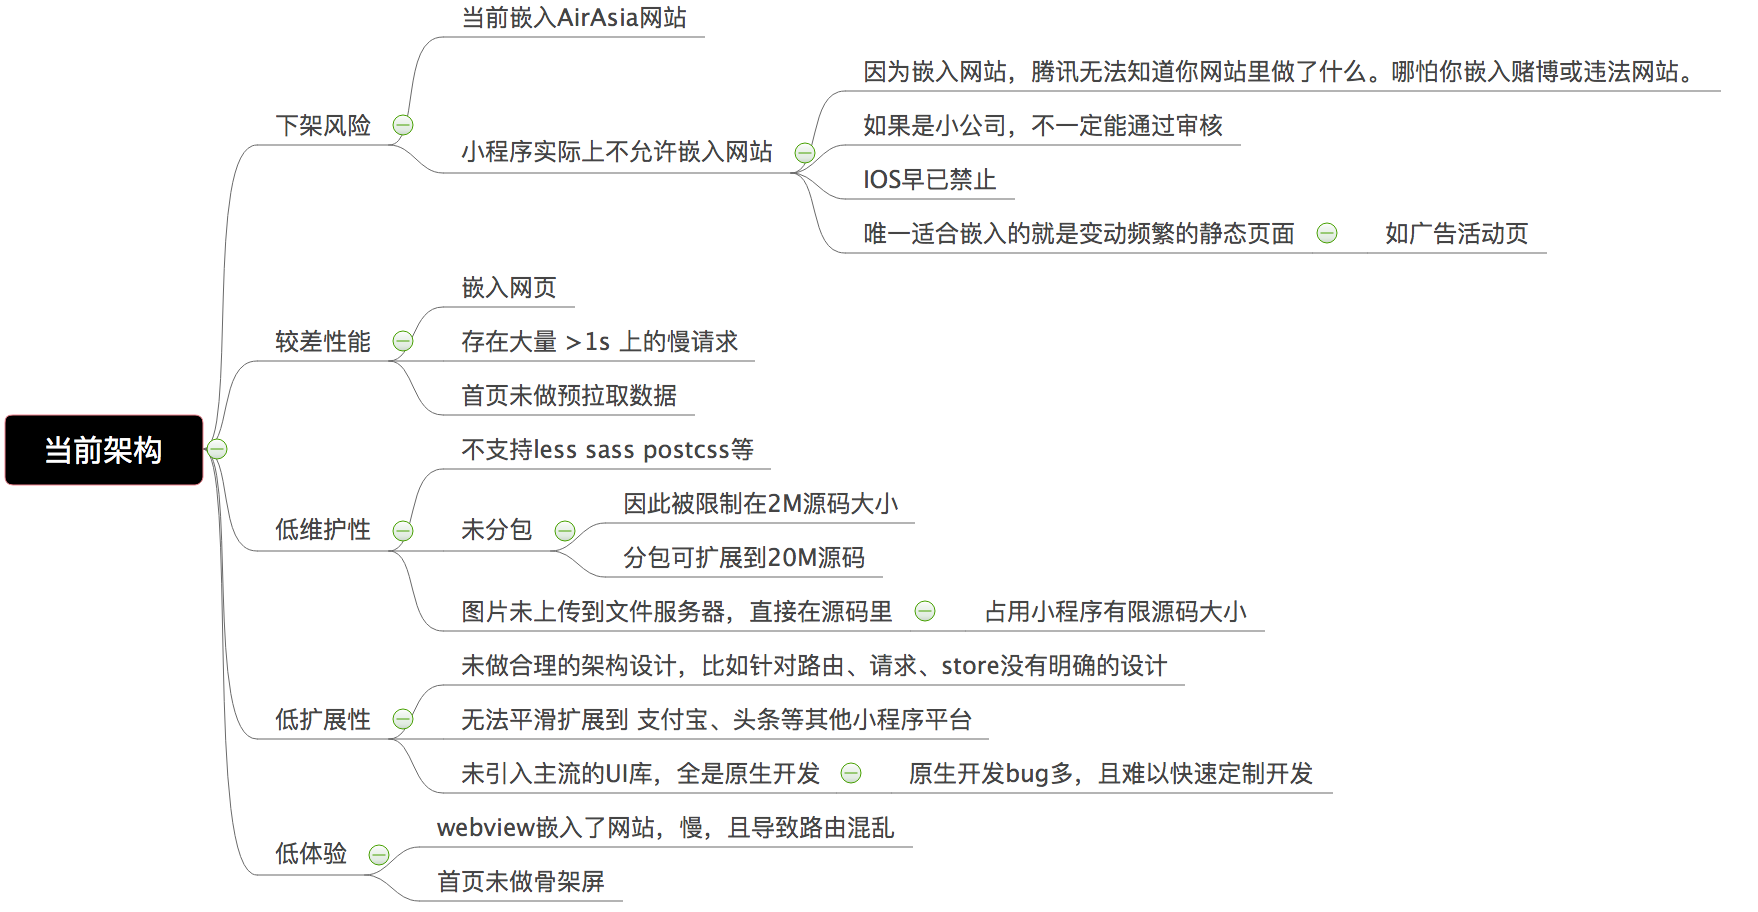 当前架构
下架风险
当前嵌入AirAsia网站
小程序实际上不允许嵌入网站
因为嵌入网站，腾讯无法知道你网站里做了什么。哪怕你嵌入赌博或违法网站。
如果是小公司，不一定能通过审核
IOS早已禁止
唯一适合嵌入的就是变动频繁的静态页面
如广告活动页
较差性能
嵌入网页
存在大量 >1s 上的慢请求
首页未做预拉取数据
低维护性
不支持less sass postcss等
未分包
因此被限制在2M源码大小
分包可扩展到20M源码
图片未上传到文件服务器，直接在源码里
占用小程序有限源码大小
低扩展性
未做合理的架构设计，比如针对路由、请求、store没有明确的设计
无法平滑扩展到 支付宝、头条等其他小程序平台
未引入主流的UI库，全是原生开发
原生开发bug多，且难以快速定制开发
低体验
webview嵌入了网站，慢，且导致路由混乱
首页未做骨架屏